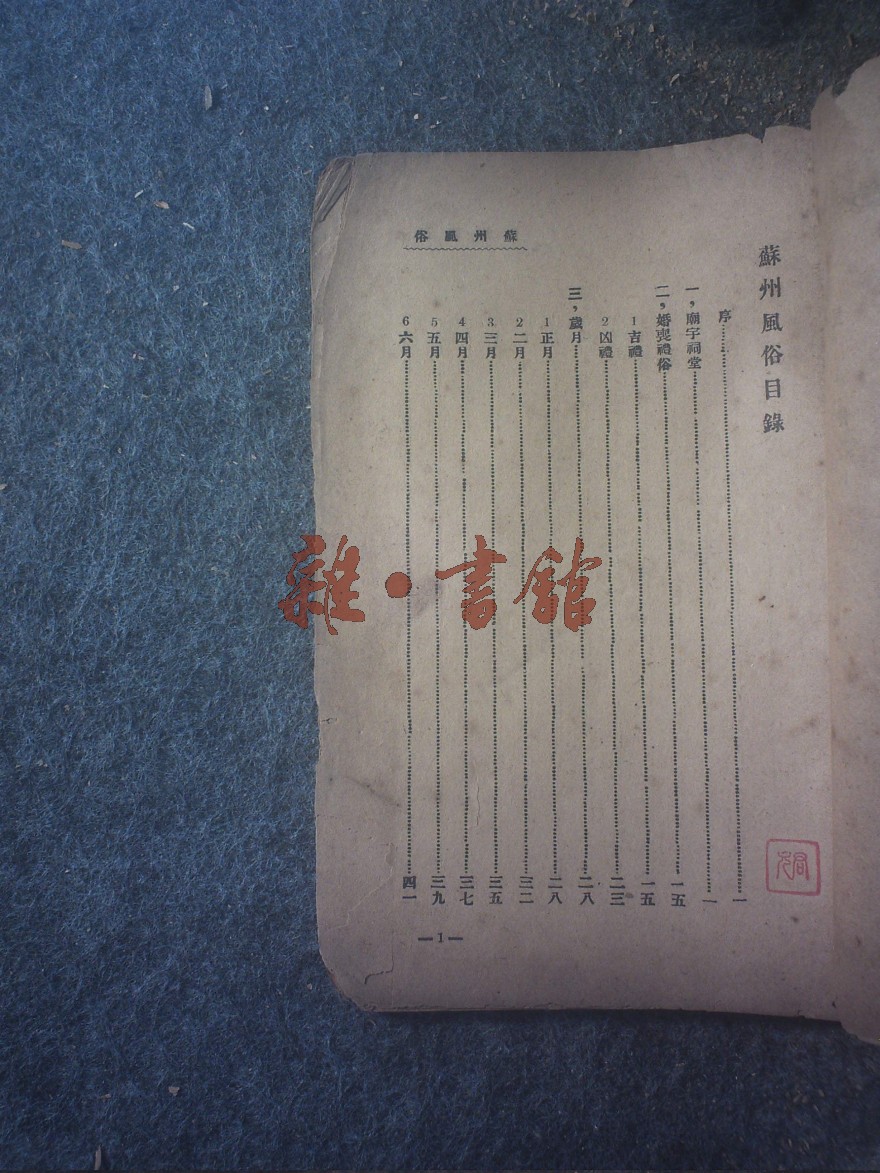 蘇州風俗目錄
序……一
一，廟宇祠堂……一
二，婚喪禮俗……一五
1 吉禮……一五
2 凶禮……二三
三，歲月……二八
1 正月……二八
2 二月……三二
3 三月……三五
4 四月……三七
5 五月……三九
6 六月……四一
蘇州風俗
—1—
雜·書館